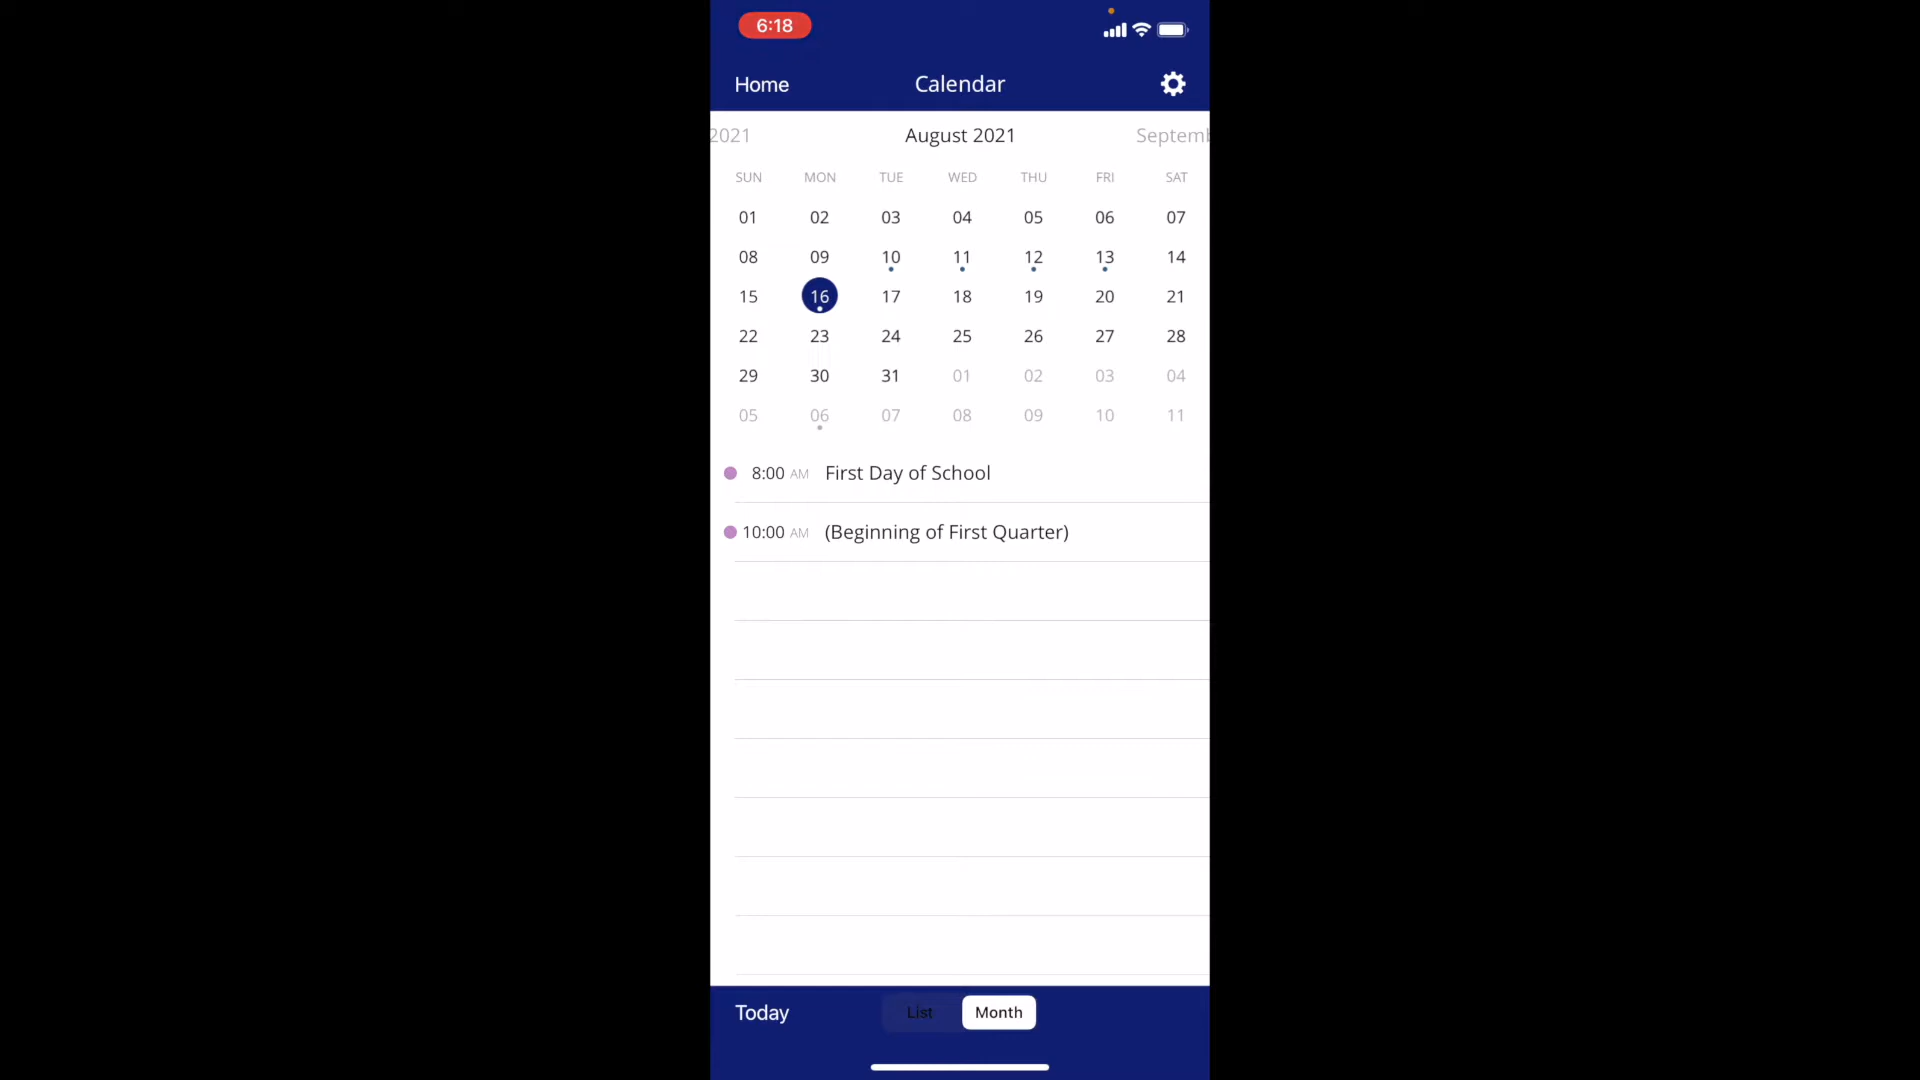 6:18
Home Calendar
2021 August 2021 Septemb
SUN MON TUE WED THU FRI SAT
01 02 03 04 05 06 07
08 09 10 11 12 13 14
15 16 17 18 19 20 21
22 23 24 25 26 27 28
29 30 31 01 02 03 04
05 06 07 08 09 10 11
8:00 AM First Day of School
10:00 AM (Beginning of First Quarter)
Today List Month